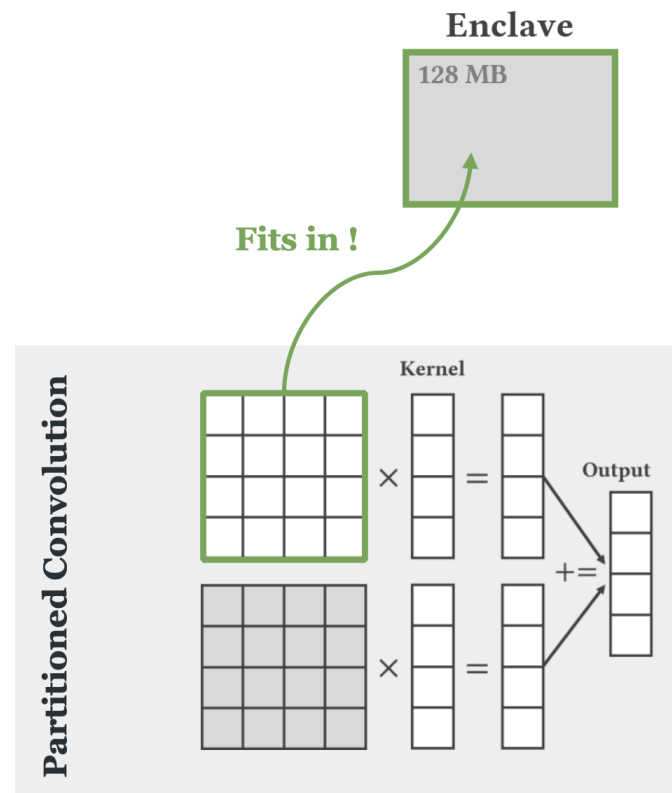 Enclave
128 MB
Fits in !
Partitioned Convolution
Kernel
× =
Output
+=
× =